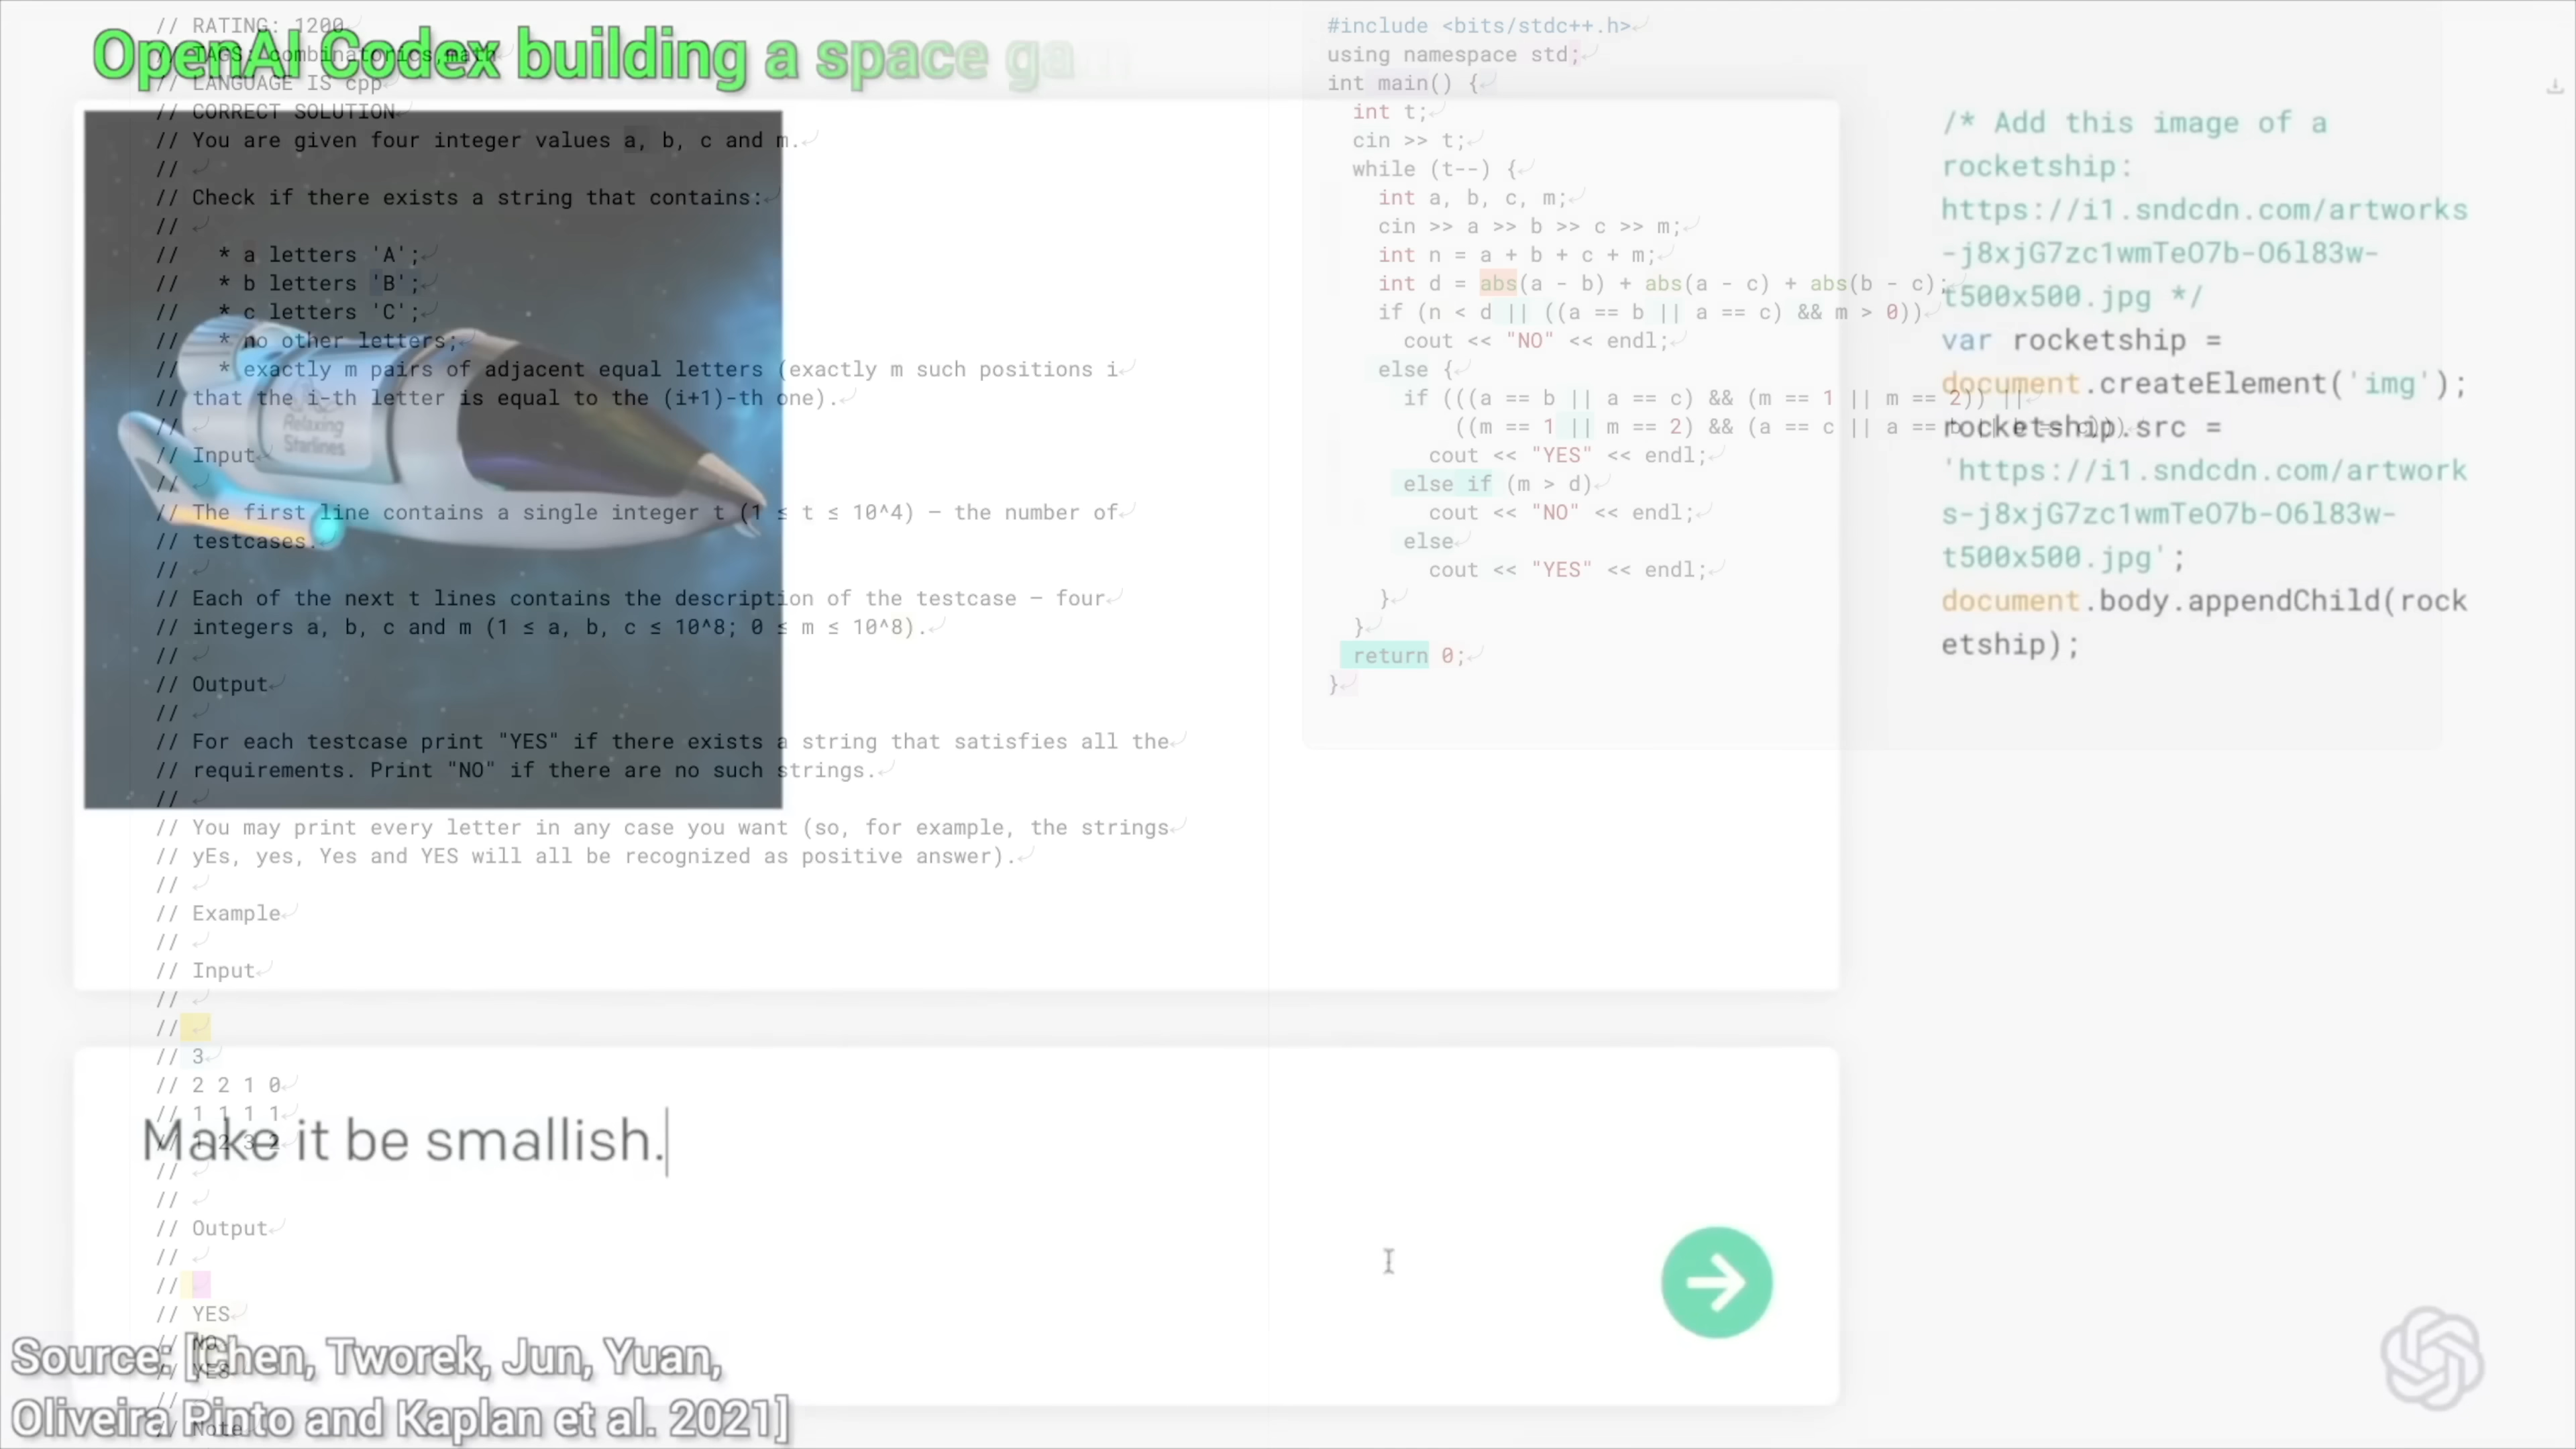 OpenAI Codex building a space ga
// RATING: 1200
// TAGS: combinatorics,math
// LANGUAGE IS cpp
// CORRECT SOLUTION
// You are given four integer values a, b, c and m.
//
// Check if there exists a string that contains:
//
// * a letters 'A';
// * b letters 'B';
// * c letters 'C';
// * no other letters;
// * exactly m pairs of adjacent equal letters (exactly m such positions i
// that the i-th letter is equal to the (i+1)-th one).
//
// Input
//
// The first line contains a single integer t (1 ≤ t ≤ 10^4) — the number of
// testcases.
//
// Each of the next t lines contains the description of the testcase — four
// integers a, b, c and m (1 ≤ a, b, c ≤ 10^8; 0 ≤ m ≤ 10^8).
//
// Output
//
// For each testcase print "YES" if there exists a string that satisfies all the
// requirements. Print "NO" if there are no such strings.
//
// You may print every letter in any case you want (so, for example, the strings
// yEs, yes, Yes and YES will all be recognized as positive answer).
//
// Example
//
// Input
//
//
// 3
// 2 2 1 0
// 1 1 1 1
// 1 2 3 2
//
//
// Output
//
//
// YES
// NO
// YES
//
// Note
Relaxing
Starlines
#include <bits/stdc++.h>
using namespace std;
int main() {
int t;
cin >> t;
while (t--) {
int a, b, c, m;
cin >> a >> b >> c >> m;
int n = a + b + c + m;
int d = abs(a - b) + abs(a - c) + abs(b - c);
if (n < d || ((a == b || a == c) && m > 0))
cout << "NO" << endl;
else {
if (((a == b || a == c) && (m == 1 || m == 2)) ||
((m == 1 || m == 2) && (a == c || a ==
cout << "YES" << endl;
else if (m > d)
cout << "NO" << endl;
else
cout << "YES" << endl;
}
}
return 0;
}
/* Add this image of a
rocketship:
https://i1.sndcdn.com/artworks
-j8xjG7zc1wmTeO7b-O6l83w-
t500x500.jpg */
var rocketship =
document.createElement('img');
rocketship.src =
'https://i1.sndcdn.com/artwork
s-j8xjG7zc1wmTeO7b-O6l83w-
t500x500.jpg';
document.body.appendChild(rock
etship);
Make it be smallish.
Source: [Chen, Tworek, Jun, Yuan,
Oliveira Pinto and Kaplan et al. 2021]